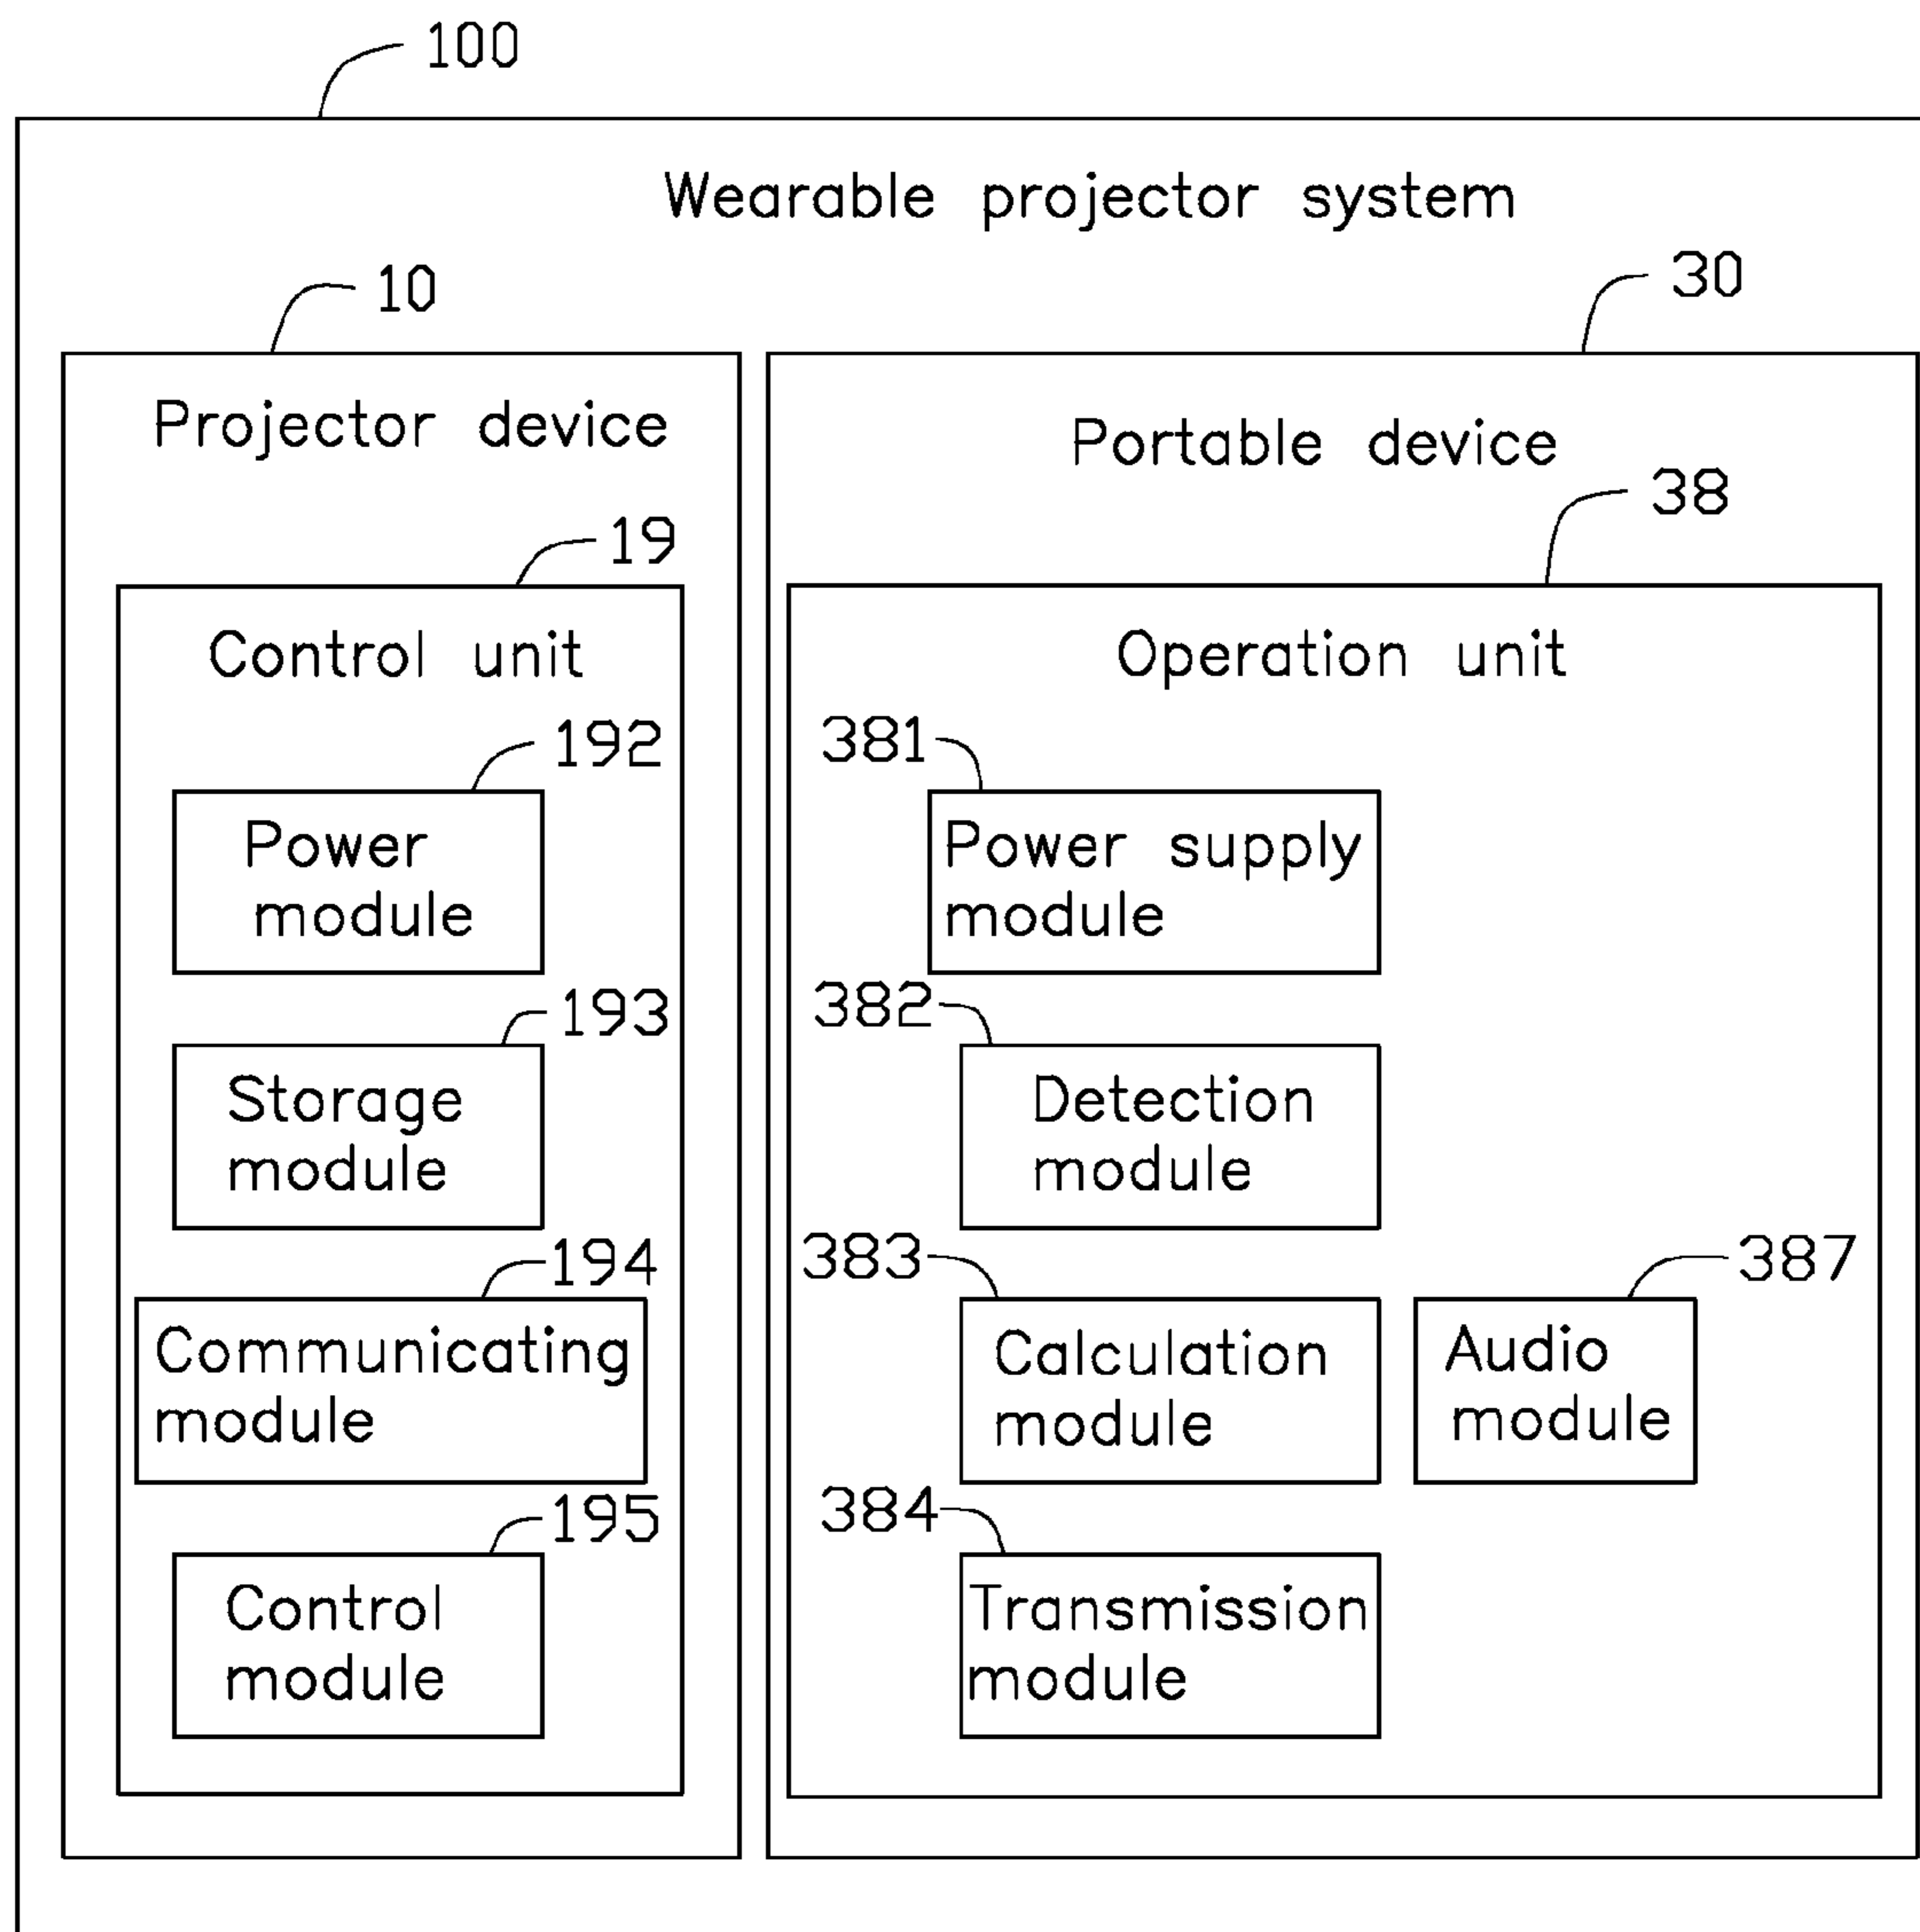 100
Wearable projector system
10
30
Projector device
Portable device
38
19
Control unit
Operation unit
192
Power
module
193
Storage
module
194
Communicating
module
195
Control
module
381
Power supply
module
382
Detection
module
383
Calculation
module
387
Audio
module
384
Transmission
module